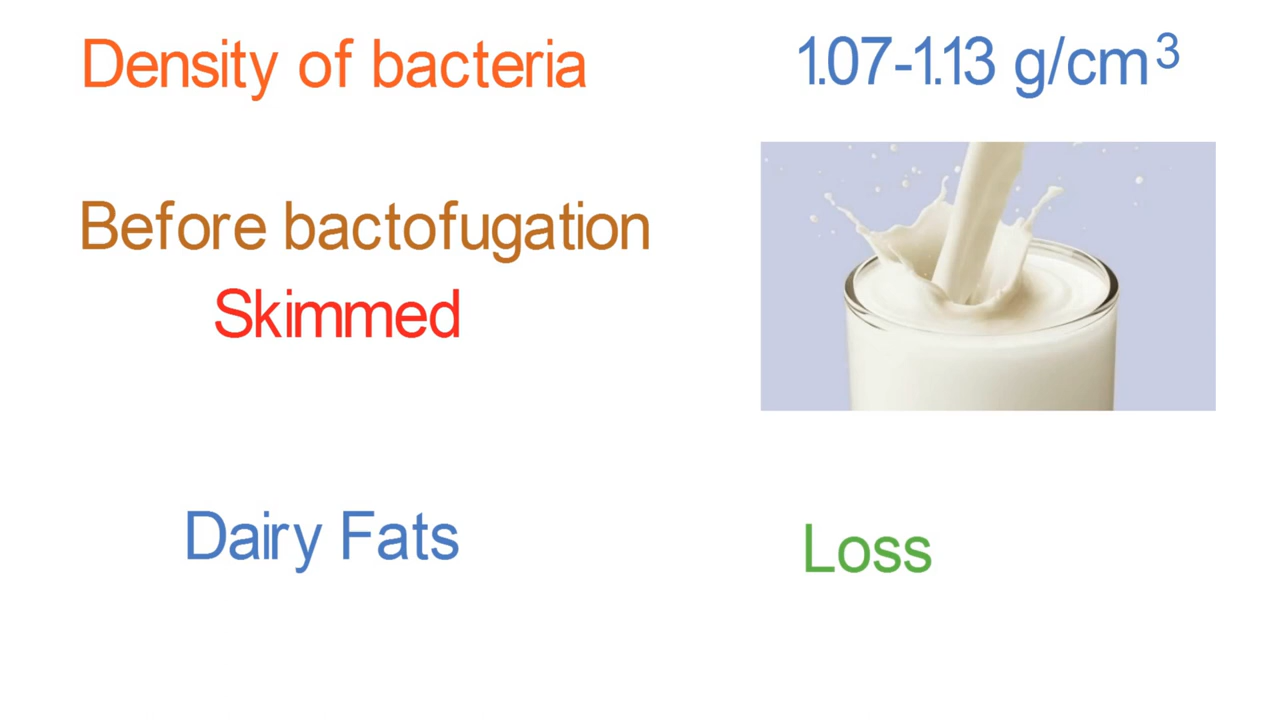 Density of bacteria
1.07-1.13 g/cm³
Before bactofugation
Skimmed
Dairy Fats
Loss